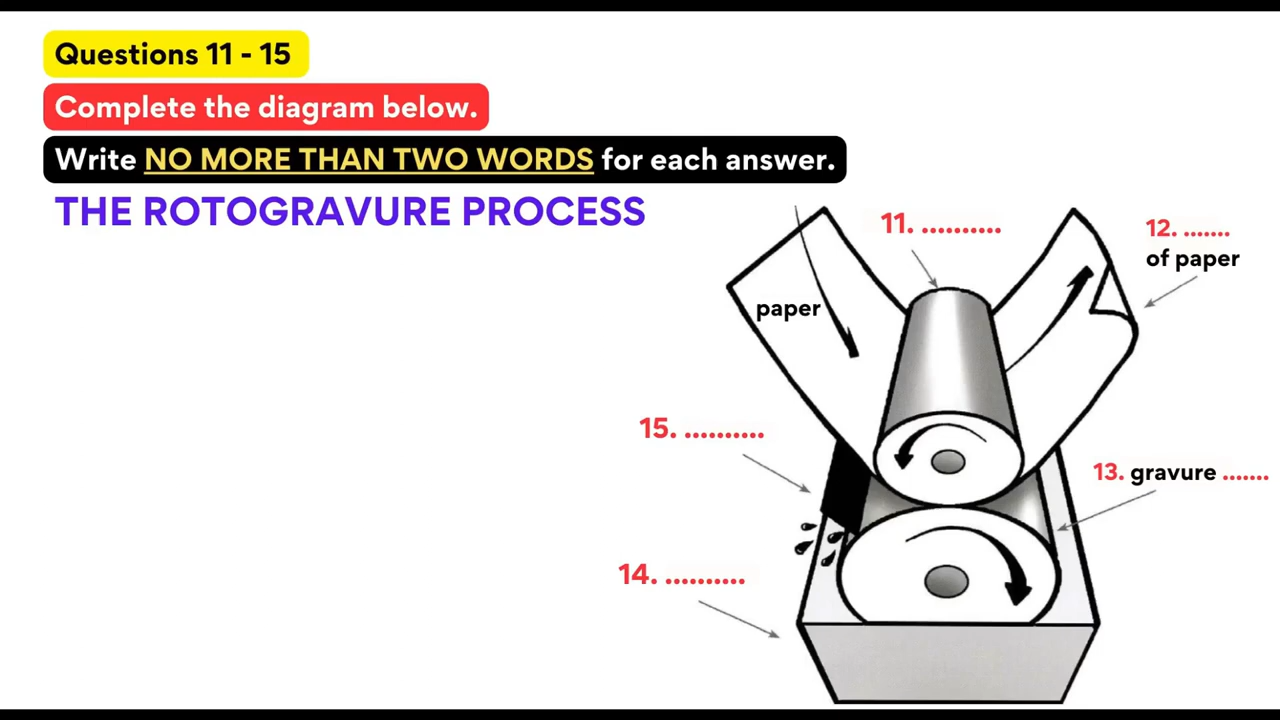 Questions 11 - 15
Complete the diagram below.
Write NO MORE THAN TWO WORDS for each answer.
THE ROTOGRAVURE PROCESS
11. ..........
12. .......
of paper
paper
15. ..........
13. gravure .......
14. ..........